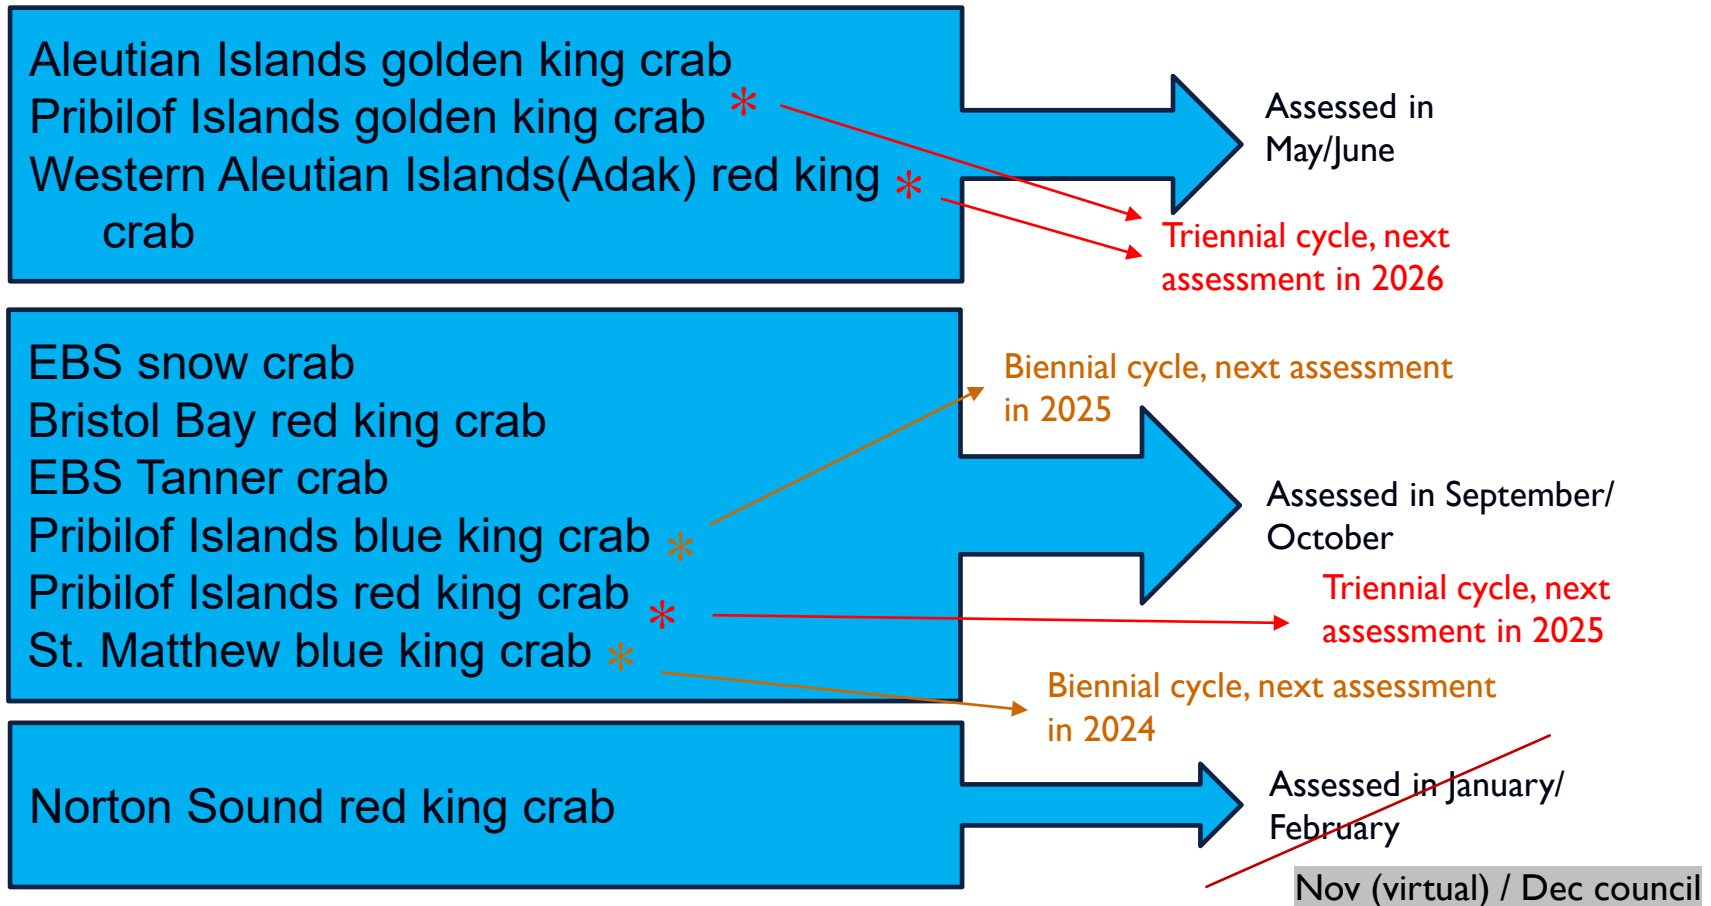 Aleutian Islands golden king crab
Pribilof Islands golden king crab *
Western Aleutian Islands(Adak) red king *
crab
Assessed in
May/June
Triennial cycle, next
assessment in 2026
EBS snow crab
Bristol Bay red king crab
EBS Tanner crab
Pribilof Islands blue king crab *
Pribilof Islands red king crab *
St. Matthew blue king crab *
Biennial cycle, next assessment
in 2025
Assessed in September/
October
Triennial cycle, next
assessment in 2025
Biennial cycle, next assessment
in 2024
Norton Sound red king crab
Assessed in January/
February
Nov (virtual) / Dec council